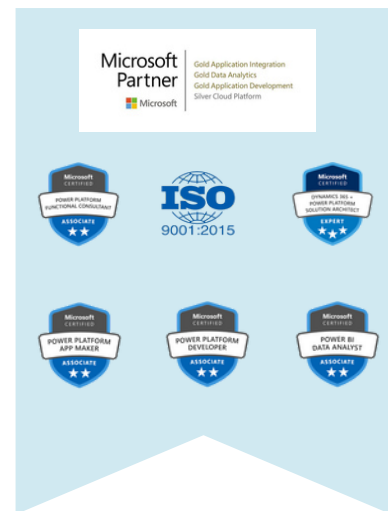 Microsoft
Partner
Microsoft
Gold Application Integration
Gold Data Analytics
Gold Application Development
Silver Cloud Platform
Microsoft
CERTIFIED
POWER PLATFORM
FUNCTIONAL CONSULTANT
ASSOCIATE
ISO
9001:2015
Microsoft
CERTIFIED
DYNAMICS 365 +
POWER PLATFORM
SOLUTION ARCHITECT
EXPERT
Microsoft
CERTIFIED
POWER PLATFORM
APP MAKER
ASSOCIATE
Microsoft
CERTIFIED
POWER PLATFORM
DEVELOPER
ASSOCIATE
Microsoft
CERTIFIED
POWER BI
DATA ANALYST
ASSOCIATE